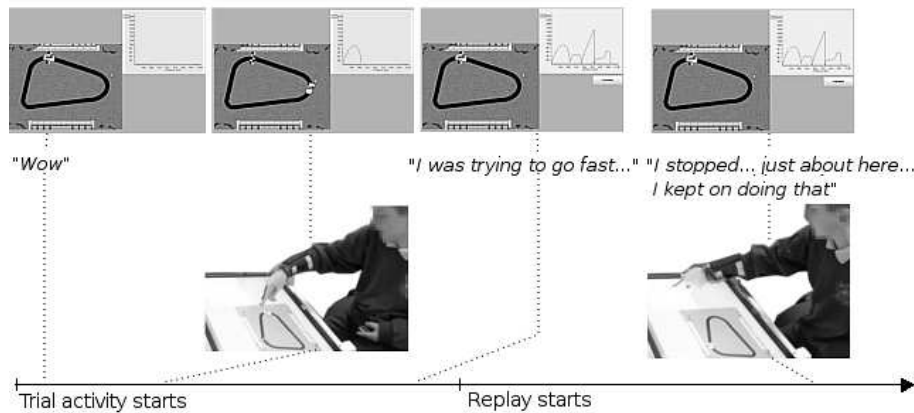 "Wow"
"I was trying to go fast..."
"I stopped... just about here...
I kept on doing that"
Trial activity starts
Replay starts